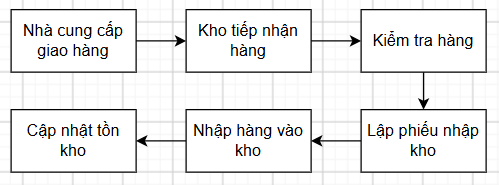 Nhà cung cấp
giao hàng
Kho tiếp nhận
hàng
Kiểm tra hàng
Lập phiếu nhập
kho
Nhập hàng vào
kho
Cập nhật tồn
kho